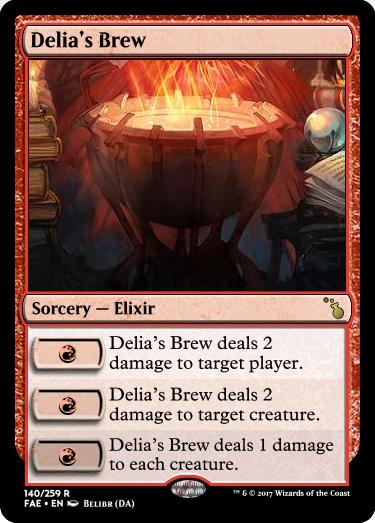 Delia's Brew
Sorcery — Elixir
Delia's Brew deals 2
damage to target player.
Delia's Brew deals 2
damage to target creature.
Delia's Brew deals 1 damage
to each creature.
140/259 R
FAE • EN Belibr (DA)
™ & © 2017 Wizards of the Coast